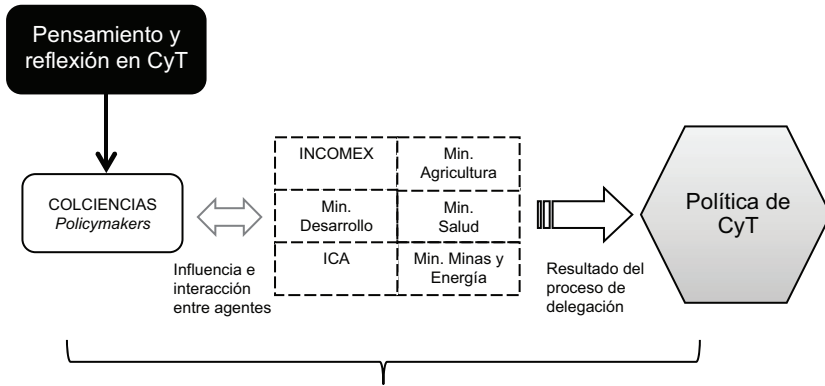 Pensamiento y
reflexión en CyT
COLCIENCIAS
Policymakers
Influencia e
interacción
entre agentes
INCOMEX
Min.
Agricultura
Min.
Desarrollo
Min.
Salud
ICA
Min. Minas y
Energía
Resultado del
proceso de
delegación
Política de
CyT